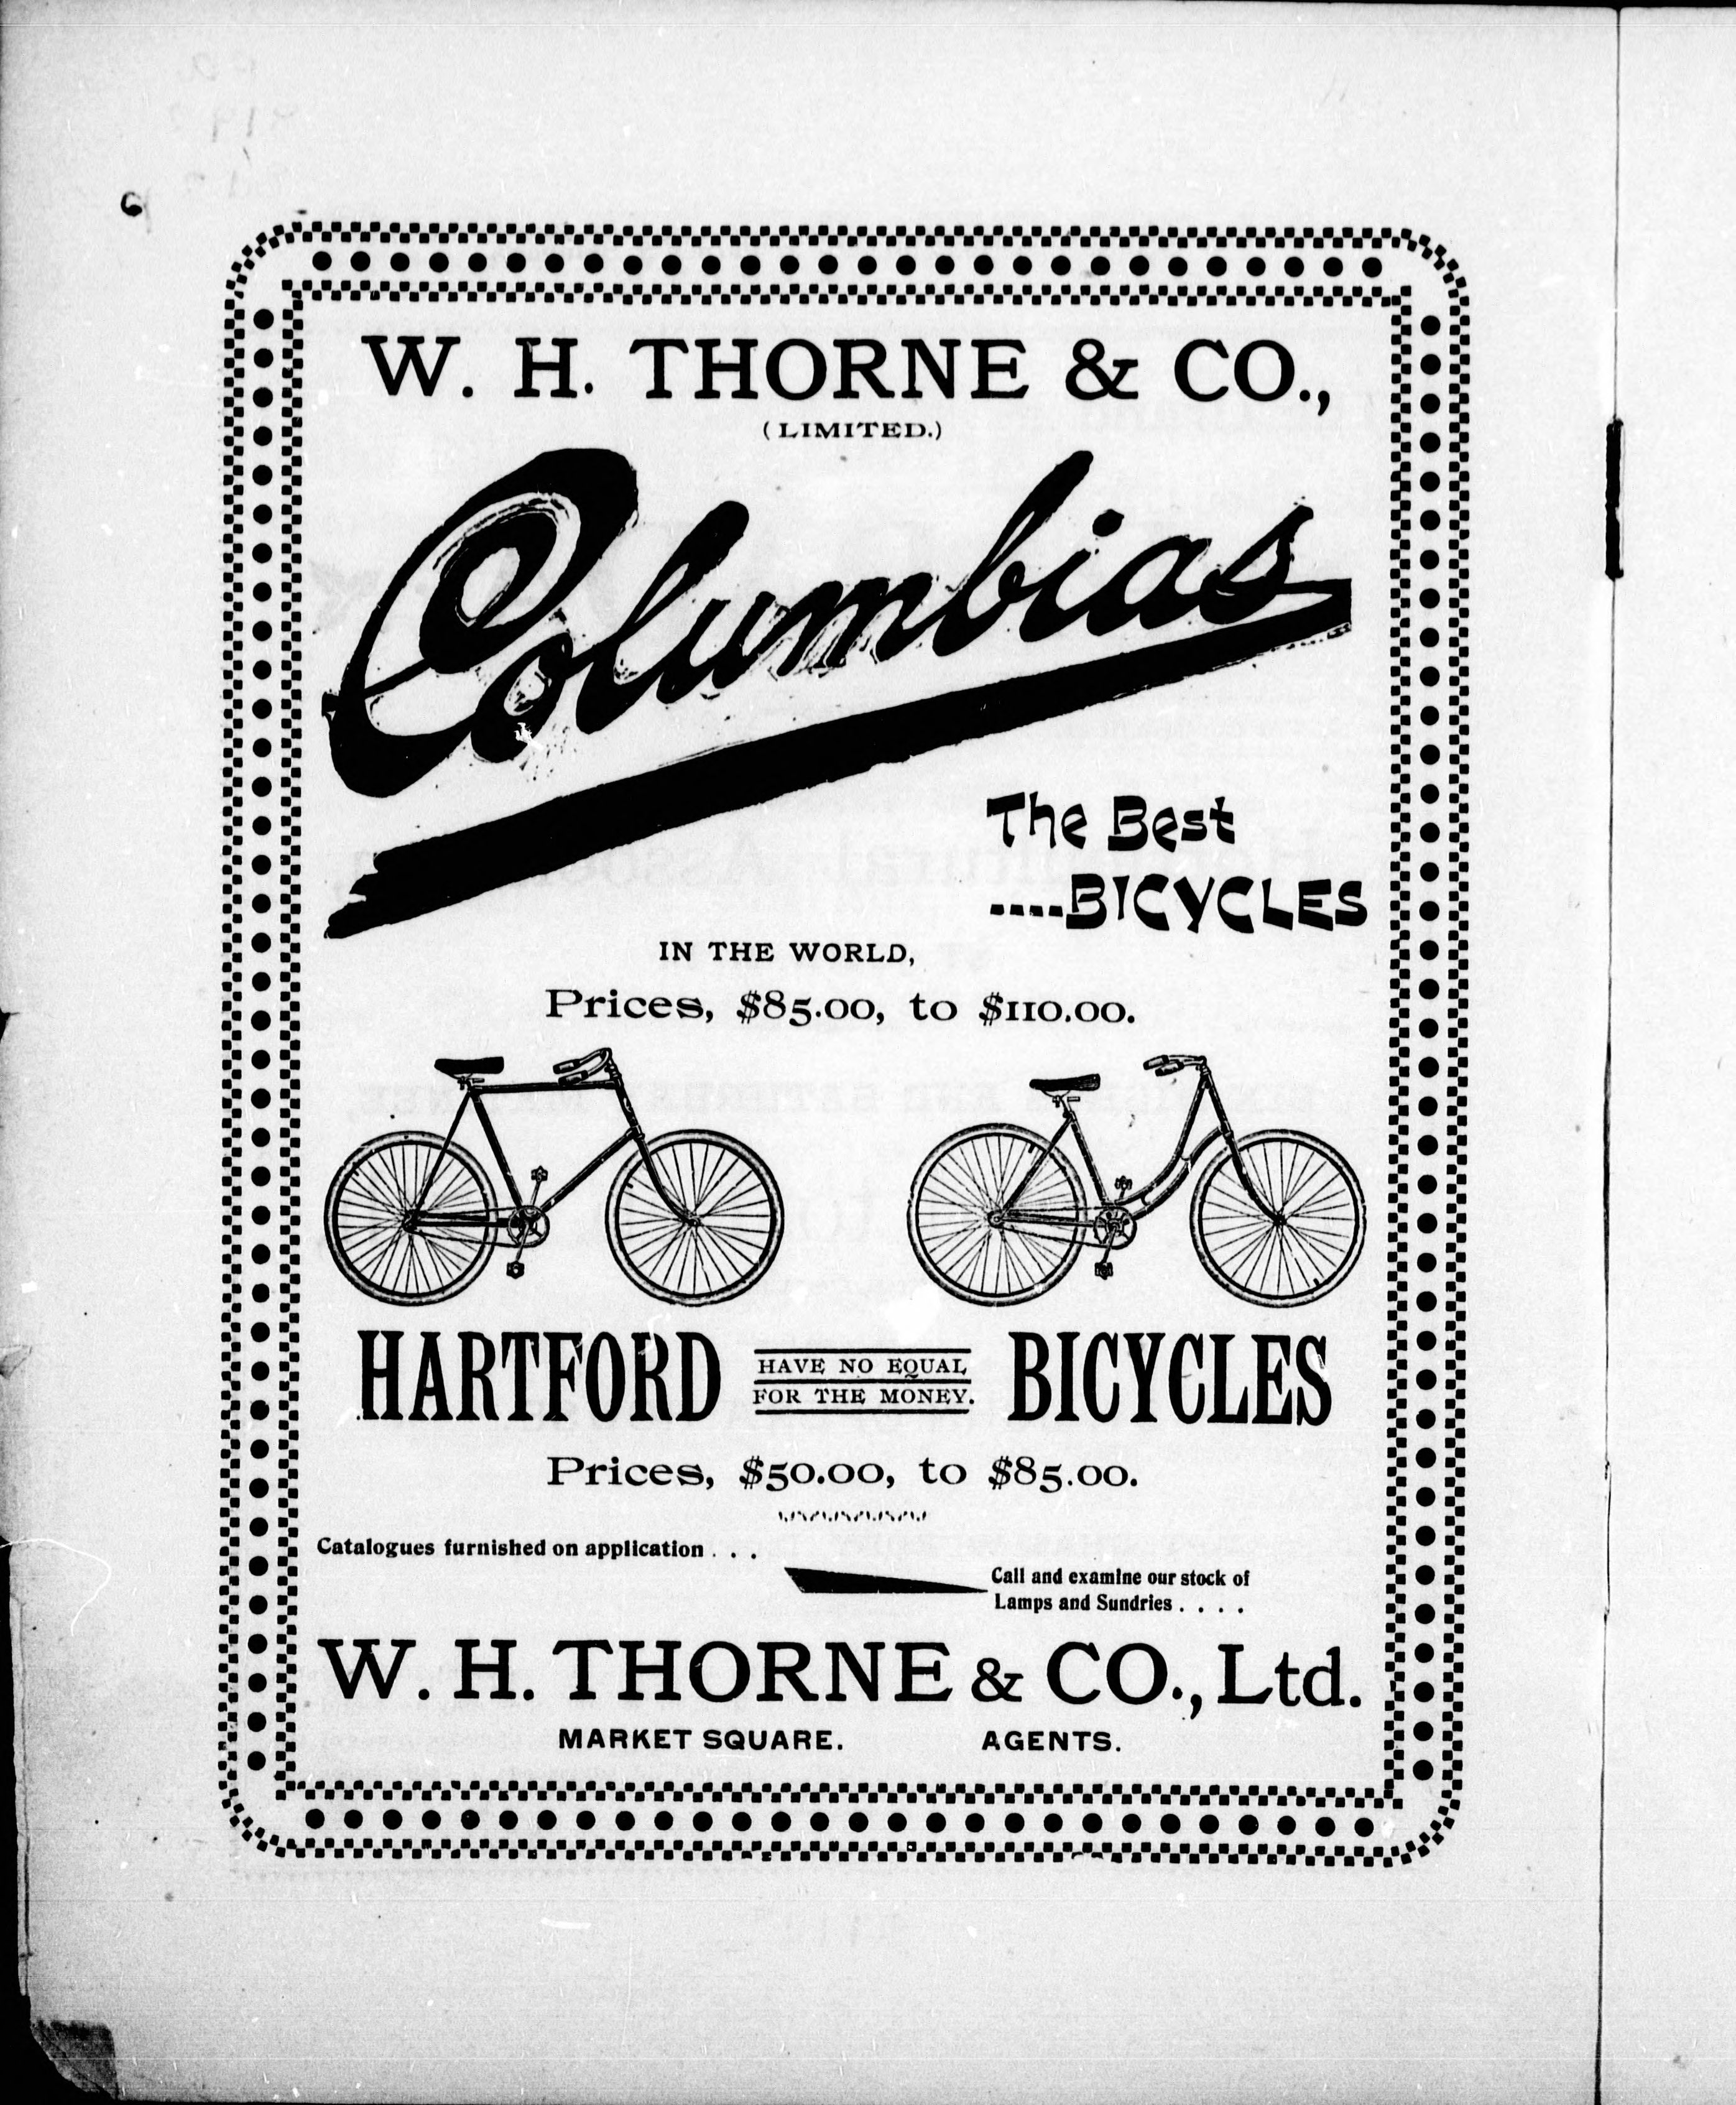 W. H. THORNE & CO.,
(LIMITED.)
Columbias
The Best
....BICYCLES
IN THE WORLD,
Prices, $85.00, to $110.00.
HARTFORD HAVE NO EQUAL FOR THE MONEY. BICYCLES
Prices, $50.00, to $85.00.
Catalogues furnished on application . . .
Call and examine our stock of
Lamps and Sundries . . . .
W. H. THORNE & CO., Ltd.
MARKET SQUARE. AGENTS.